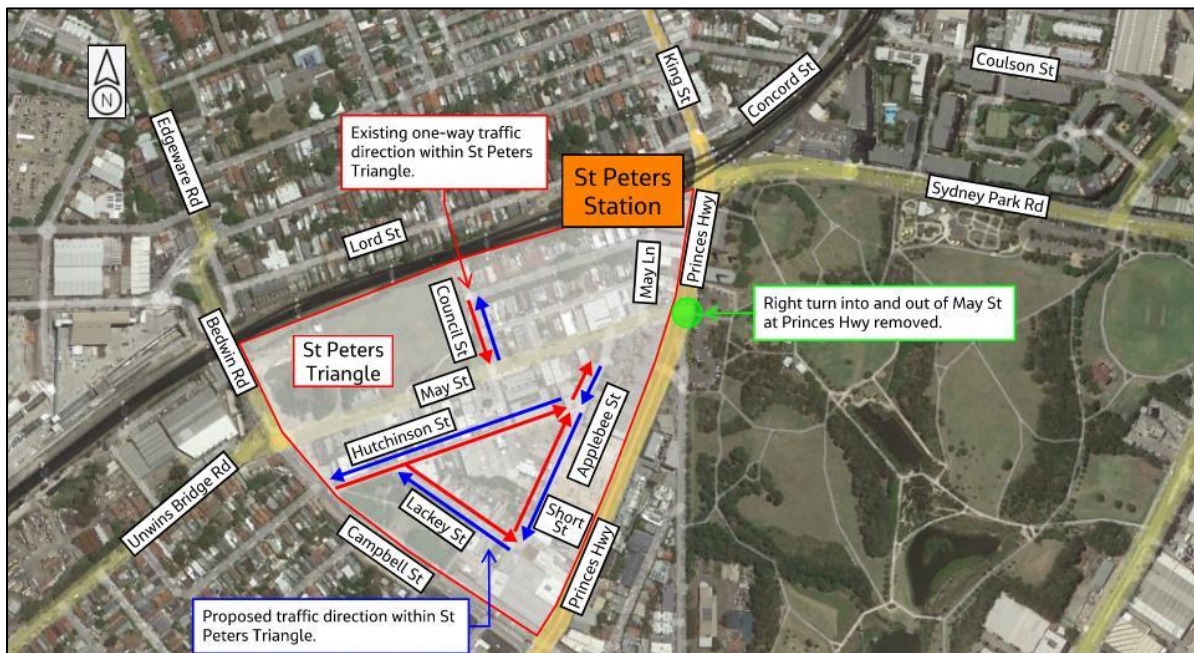 N
Edgeware Rd
King St
Concord St
Coulson St
Existing one-way traffic
direction within St Peters
Triangle.
St Peters
Station
Sydney Park Rd
Lord St
May Ln
Princes Hwy
Right turn into and out of May St
at Princes Hwy removed.
Bedwin Rd
St Peters
Triangle
Council St
May St
Hutchinson St
Applebee St
Unwins Bridge Rd
Lackey St
Short
St
Campbell St
Princes Hwy
Proposed traffic direction within St
Peters Triangle.